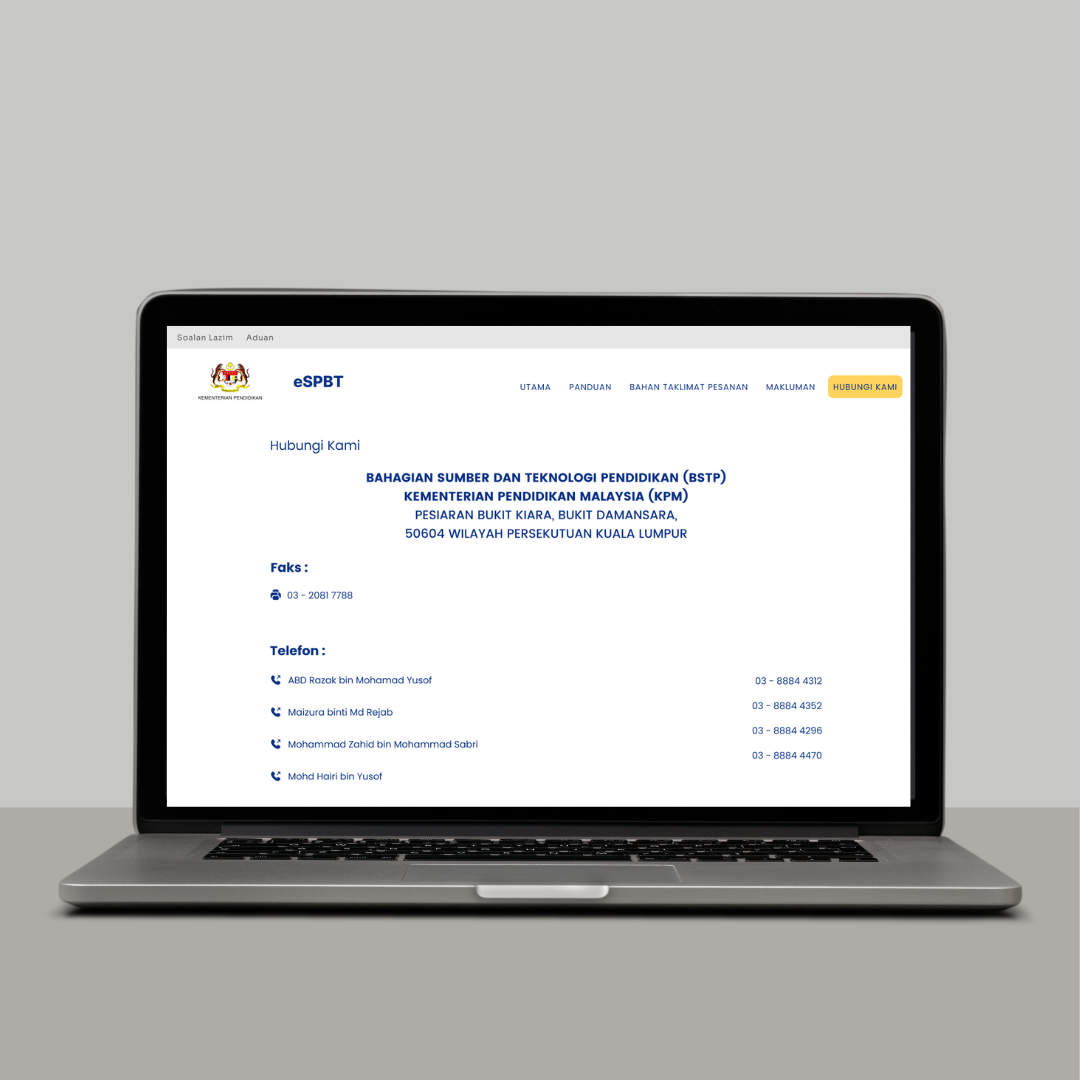 Soalan Lazim Aduan
KEMENTERIAN PENDIDIKAN
eSPBT
UTAMA PANDUAN BAHAN TAKLIMAT PESANAN MAKLUMAN HUBUNGI KAMI
Hubungi Kami
BAHAGIAN SUMBER DAN TEKNOLOGI PENDIDIKAN (BSTP)
KEMENTERIAN PENDIDIKAN MALAYSIA (KPM)
PESIARAN BUKIT KIARA, BUKIT DAMANSARA,
50604 WILAYAH PERSEKUTUAN KUALA LUMPUR
Faks :
03 - 2081 7788
Telefon :
ABD Razak bin Mohamad Yusof 03 - 8884 4312
Maizura binti Md Rejab 03 - 8884 4352
Mohammad Zahid bin Mohammad Sabri 03 - 8884 4296
Mohd Hairi bin Yusof 03 - 8884 4470